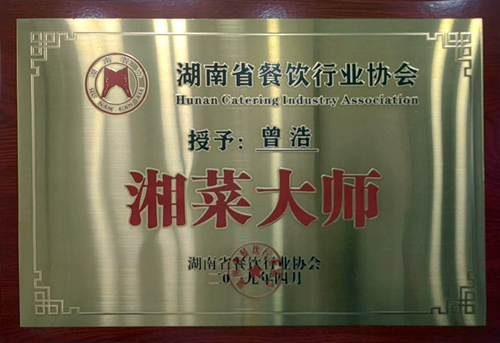 湖南省餐饮行业协会
Hunan Catering Industry Association
授予：曾浩
湘菜大师
湖南省餐饮行业协会
二〇一九年四月